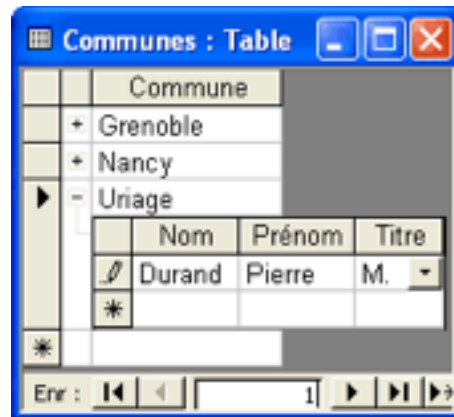 Communes : Table
Commune
Grenoble
Nancy
Uriage
Nom Prénom Titre
Durand Pierre M.
Enr : 1